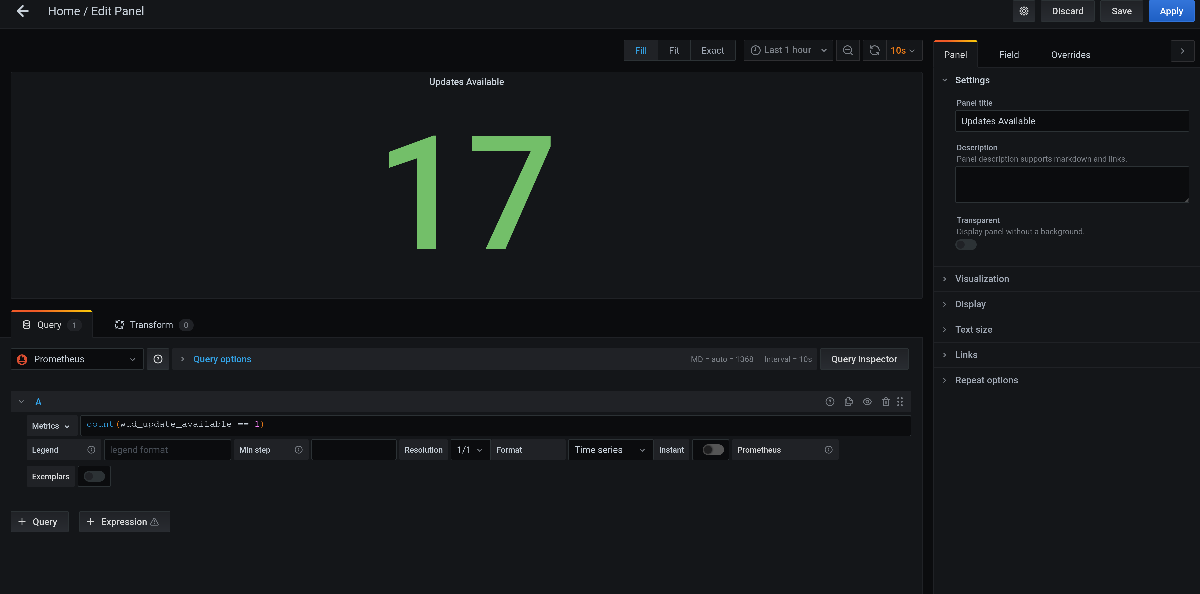 Home / Edit Panel
Discard
Save
Apply
Fill
Fit
Exact
Last 1 hour
10s
Updates Available
17
Query 1
Transform 0
Prometheus
Query options
MD = auto = 1368 Interval = 10s
Query inspector
A
Metrics
count(wud_update_available == 1)
Legend
legend format
Min step
Resolution
1/1
Format
Time series
Instant
Prometheus
Exemplars
+ Query
+ Expression
Panel
Field
Overrides
Settings
Panel title
Updates Available
Description
Panel description supports markdown and links.
Transparent
Display panel without a background.
Visualization
Display
Text size
Links
Repeat options